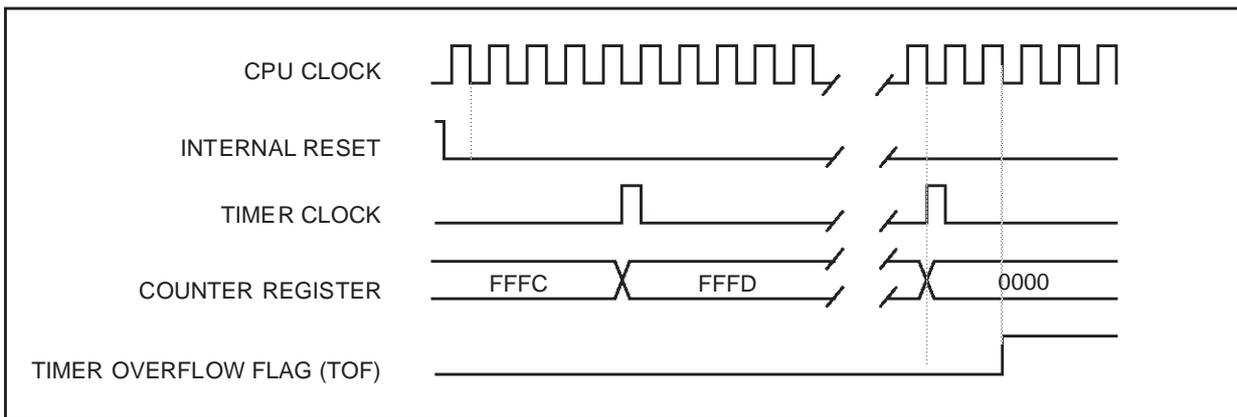 CPU CLOCK
INTERNAL RESET
TIMER CLOCK
COUNTER REGISTER
FFFC
FFFD
0000
TIMER OVERFLOW FLAG (TOF)